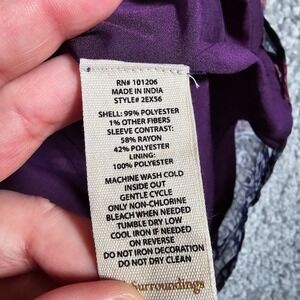 RN# 101206
MADE IN INDIA
STYLE# 2EX56
SHELL: 99% POLYESTER
1% OTHER FIBERS
SLEEVE CONTRAST:
58% RAYON
42% POLYESTER
LINING:
100% POLYESTER
MACHINE WASH COLD
INSIDE OUT
GENTLE CYCLE
ONLY NON-CHLORINE
BLEACH WHEN NEEDED
TUMBLE DRY LOW
COOL IRON IF NEEDED
ON REVERSE
DO NOT IRON DECORATION
DO NOT DRY CLEAN
Surroundings